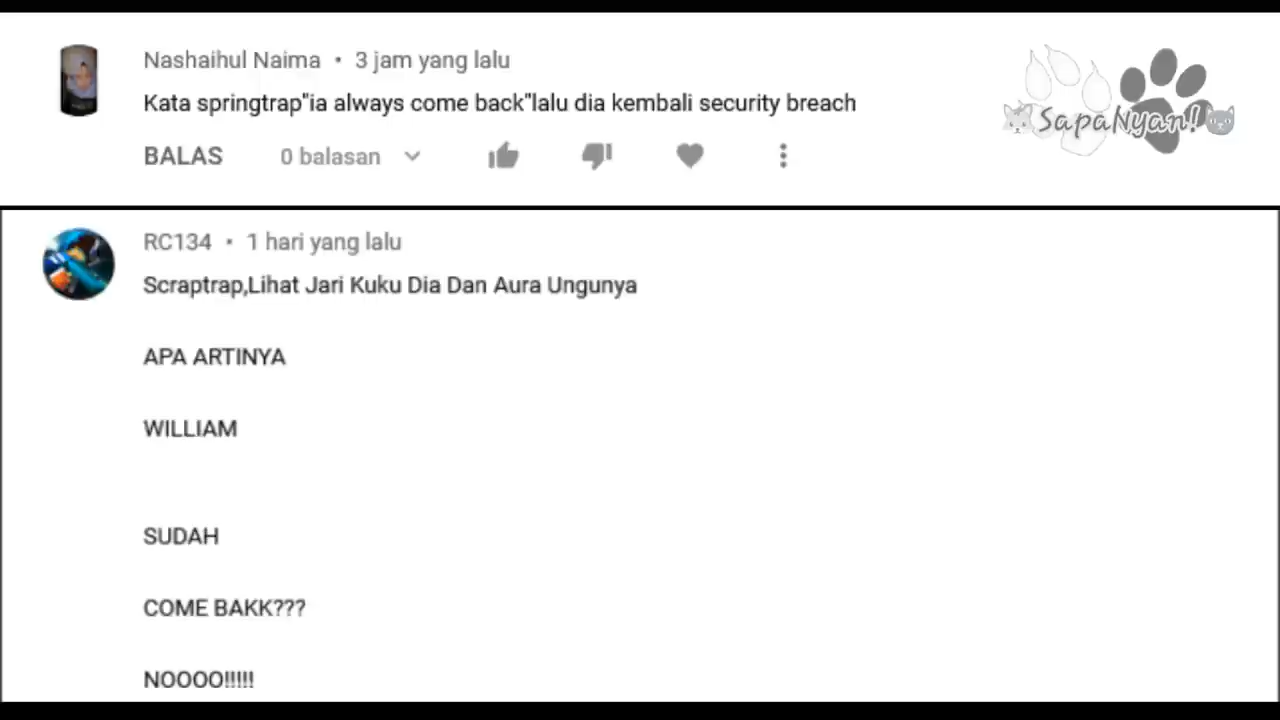 Nashaihul Naima • 3 jam yang lalu
Kata springtrap"ia always come back"lalu dia kembali security breach
SapaNyan!
BALAS 0 balasan
RC134 • 1 hari yang lalu
Scraptrap,Lihat Jari Kuku Dia Dan Aura Ungunya
APA ARTINYA
WILLIAM
SUDAH
COME BAKK???
NOOOO!!!!!